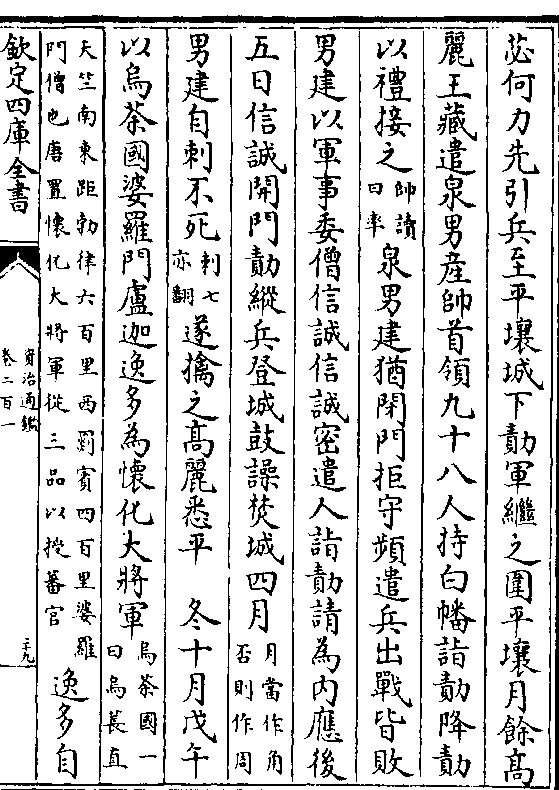 苾何力先引兵至平壤城下勣軍繼之圍平壤月餘高
麗王藏遣泉男產帥首領九十八人持白幡詣勣降勣
以禮接之帥讀曰率泉男建猶閉門拒守頻遣兵出戰皆敗
男建以軍事委僧信誠信誠密遣人詣勣請為内應後
五日信誠開門勣縱兵登城鼓譟焚城四月月當作角否則作周
男建自刺不死刺七亦翻遂擒之高麗悉平　冬十月戊午
以烏荼國婆羅門盧迦逸多為懷化大將軍烏荼國一曰烏萇直
天竺南東距勃律六百里西罽賓四百里婆羅門僧也唐置懷化大將軍從三品以授蕃官逸多自
欽定四庫全書
資治通鑑
卷二百一
二十九